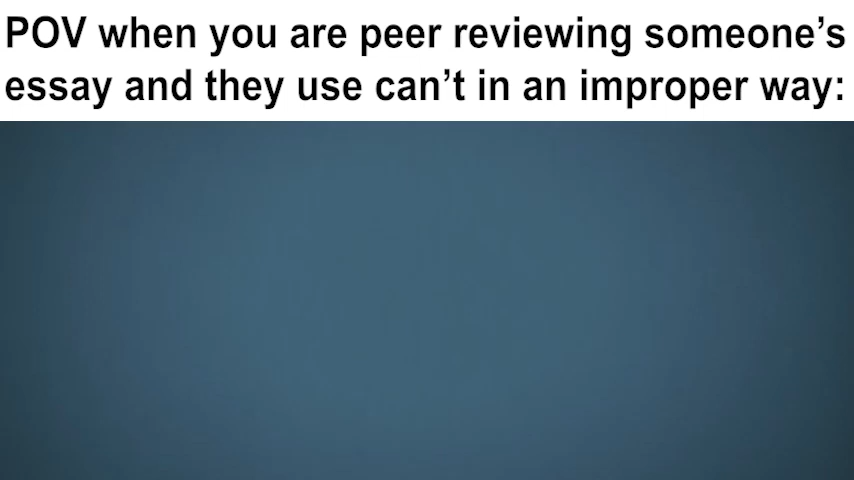 POV when you are peer reviewing someone’s
essay and they use can’t in an improper way: